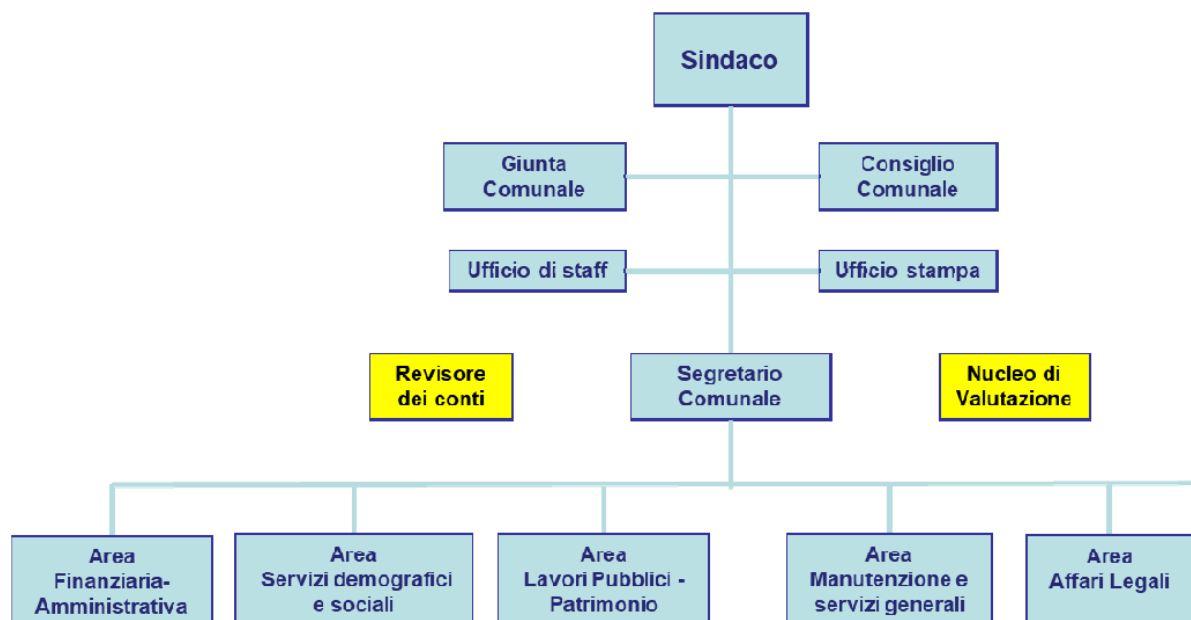 Sindaco
Giunta
Comunale
Consiglio
Comunale
Ufficio di staff
Ufficio stampa
Revisore
dei conti
Segretario
Comunale
Nucleo di
Valutazione
Area
Finanziaria-
Amministrativa
Area
Servizi demografici
e sociali
Area
Lavori Pubblici -
Patrimonio
Area
Manutenzione e
servizi generali
Area
Affari Legali